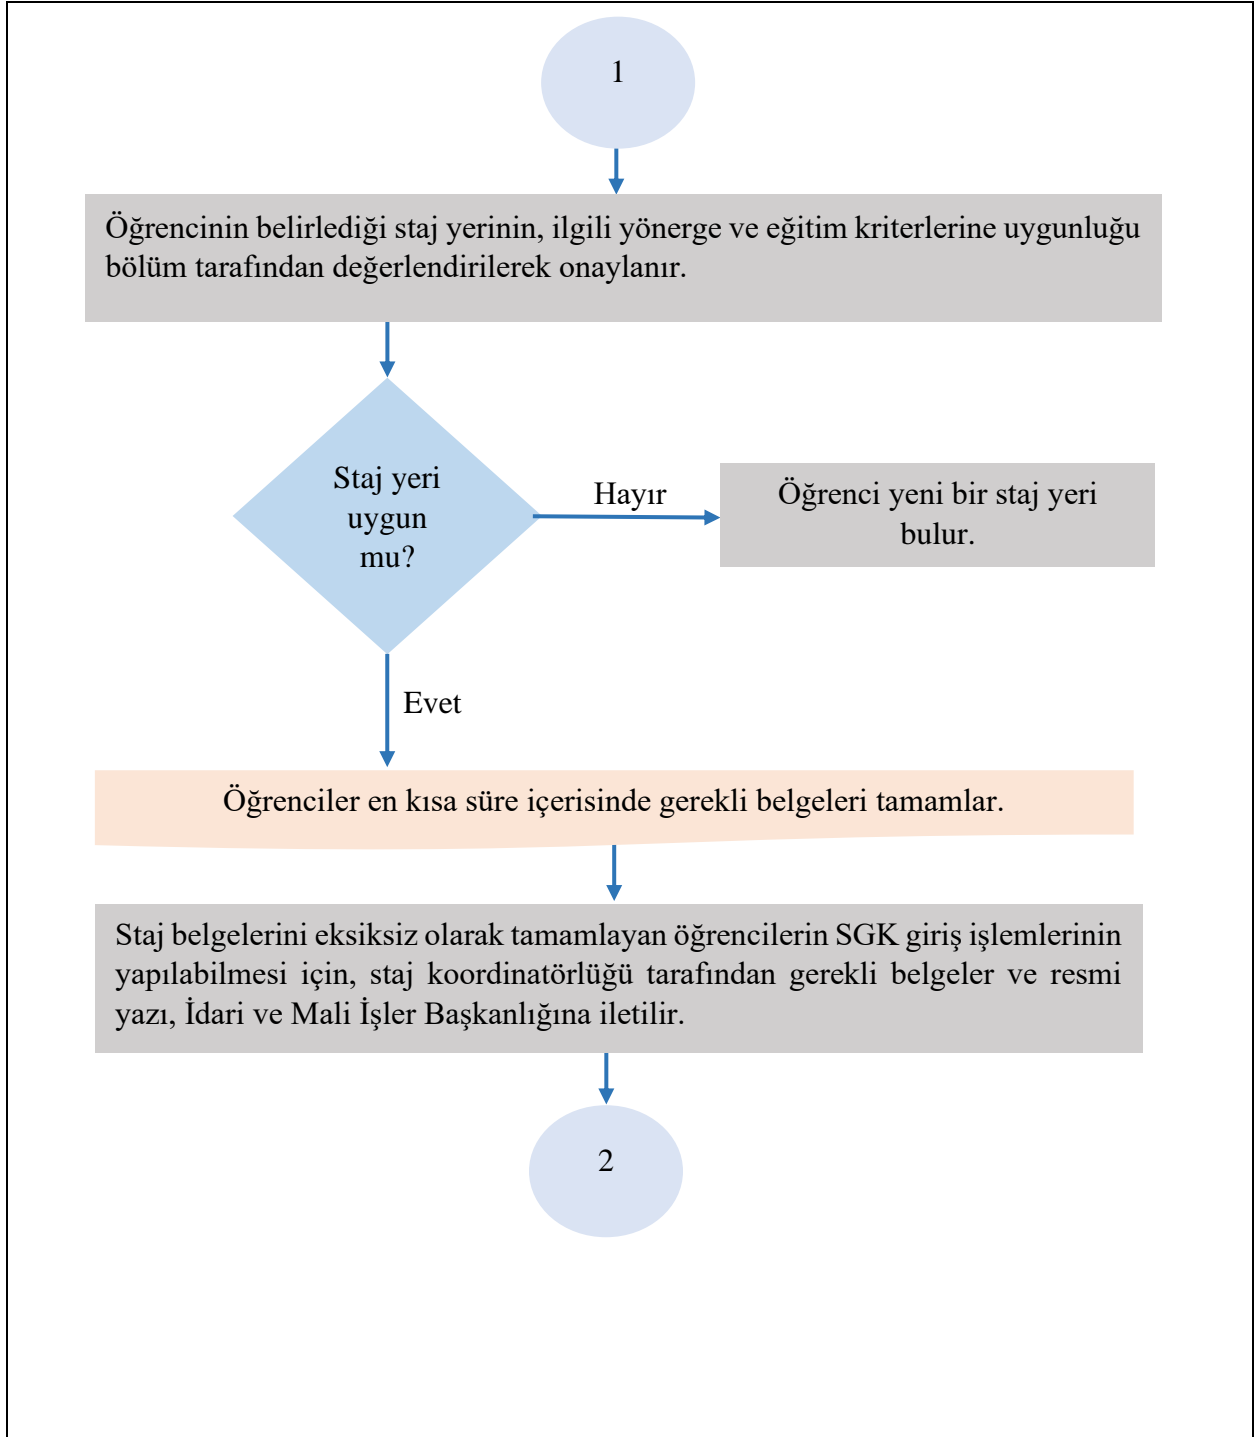 1
Öğrencinin belirlediği staj yerinin, ilgili yönerge ve eğitim kriterlerine uygunluğu
bölüm tarafından değerlendirilerek onaylanır.
Staj yeri
uygun
mu?
Hayır
Öğrenci yeni bir staj yeri
bulur.
Evet
Öğrenciler en kısa süre içerisinde gerekli belgeleri tamamlar.
Staj belgelerini eksiksiz olarak tamamlayan öğrencilerin SGK giriş işlemlerinin
yapılabilmesi için, staj koordinatörlüğü tarafından gerekli belgeler ve resmi
yazı, İdari ve Mali İşler Başkanlığına iletilir.
2